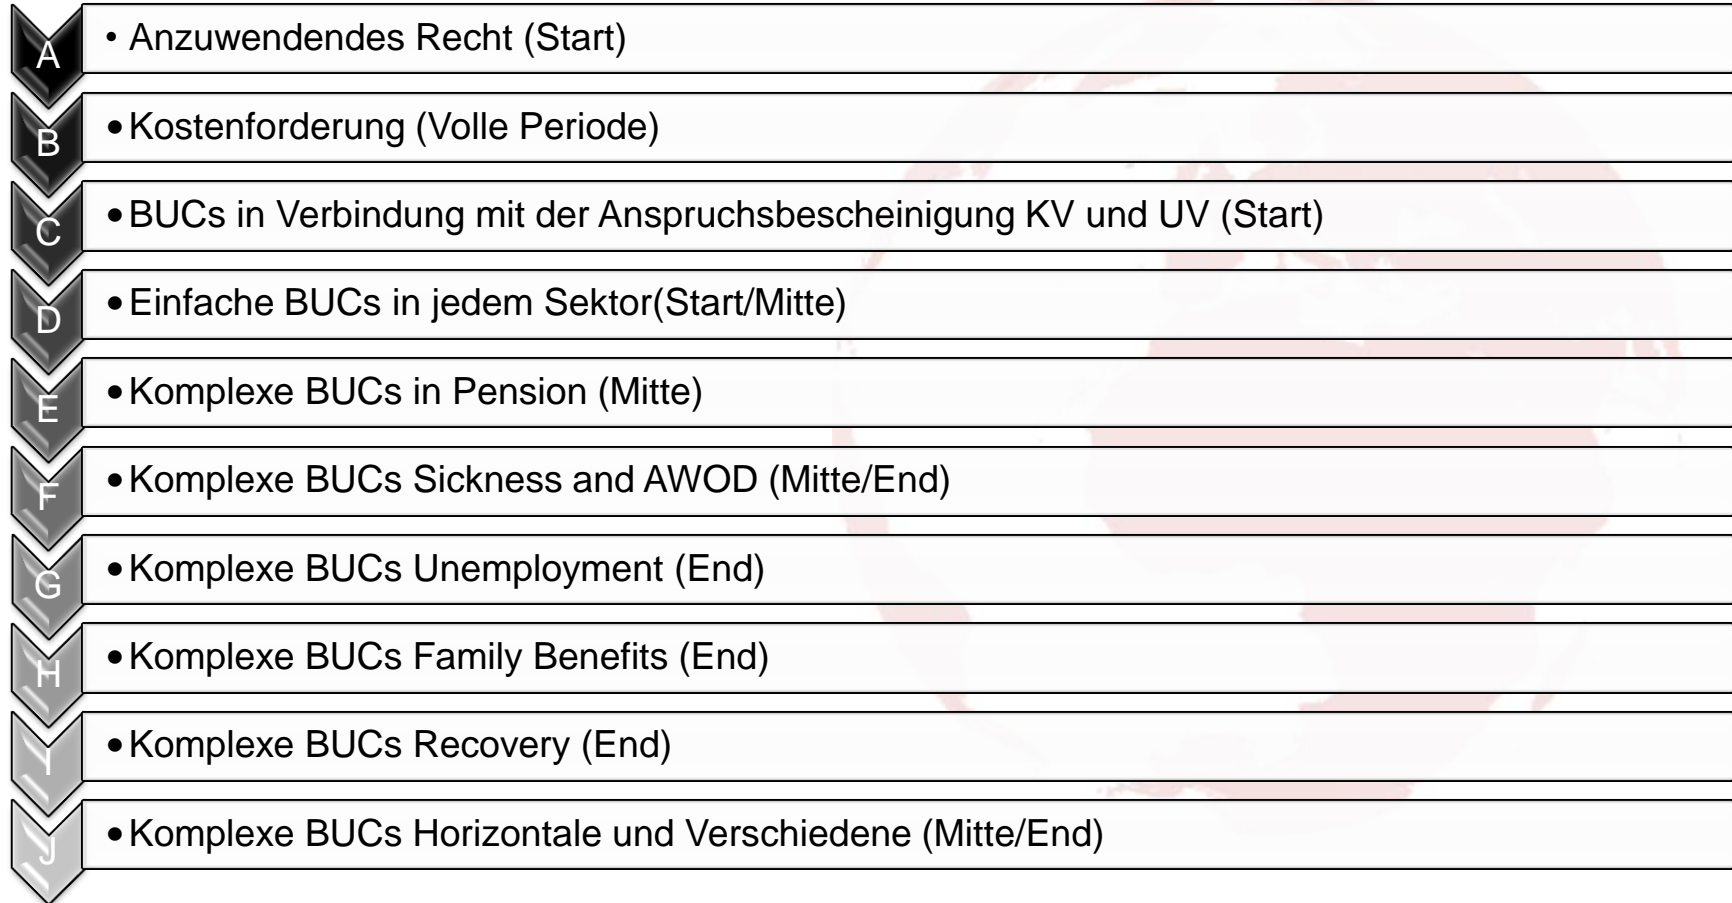 A • Anzuwendendes Recht (Start)
B • Kostenforderung (Volle Periode)
C • BUCs in Verbindung mit der Anspruchsbescheinigung KV und UV (Start)
D • Einfache BUCs in jedem Sektor(Start/Mitte)
E • Komplexe BUCs in Pension (Mitte)
F • Komplexe BUCs Sickness and AWOD (Mitte/End)
G • Komplexe BUCs Unemployment (End)
H • Komplexe BUCs Family Benefits (End)
I • Komplexe BUCs Recovery (End)
J • Komplexe BUCs Horizontale und Verschiedene (Mitte/End)